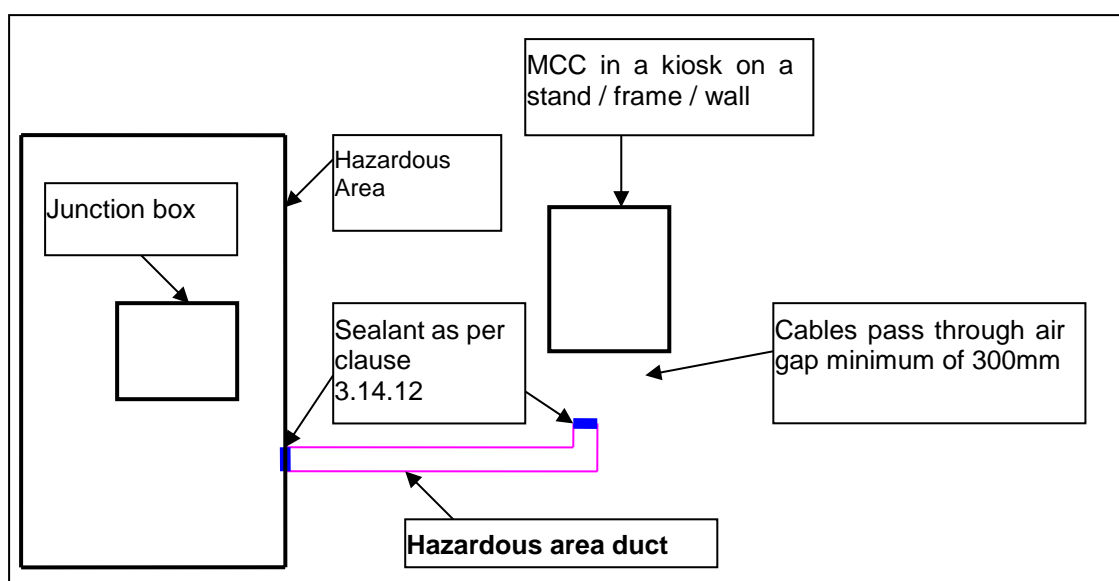 MCC in a kiosk on a
stand / frame / wall
Hazardous
Area
Junction box
Sealant as per
clause
3.14.12
Cables pass through air
gap minimum of 300mm
Hazardous area duct